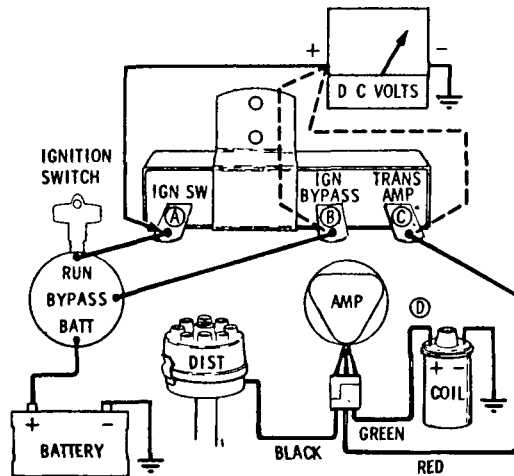 + -
D C VOLTS
IGNITION
SWITCH
IGN SW
IGN
BYPASS
TRANS
AMP
A
B
C
RUN
BYPASS
BATT
AMP
D
DIST
+ -
COIL
+ -
BATTERY
BLACK
GREEN
RED